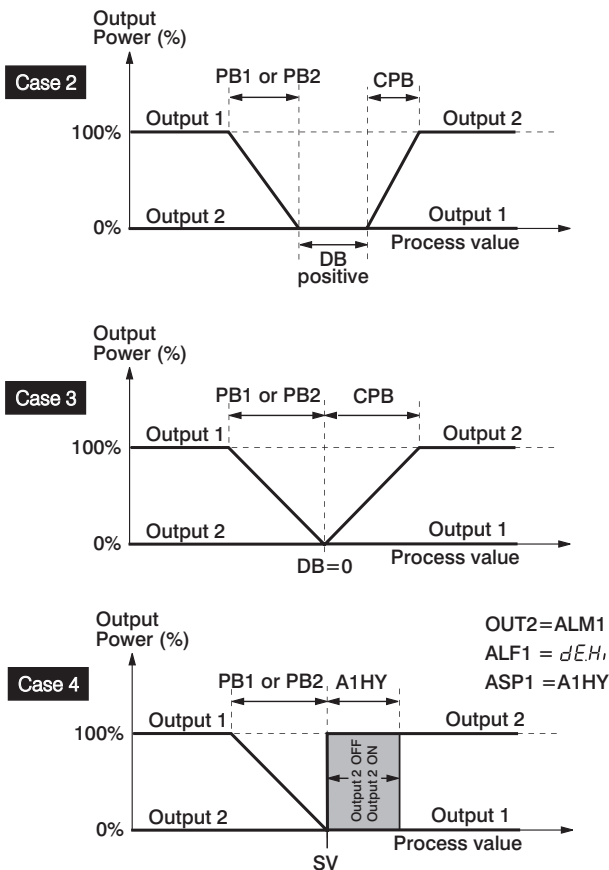 Output
Power (%)
Case 2
PB1 or PB2
CPB
100%
Output 1
Output 2
0%
Output 2
Output 1
Process value
DB
positive
Output
Power (%)
Case 3
PB1 or PB2
CPB
100%
Output 1
Output 2
0%
Output 2
Output 1
Process value
DB=0
Output
Power (%)
OUT2=ALM1
ALF1 = dE.Hi
ASP1 =A1HY
Case 4
PB1 or PB2
A1HY
100%
Output 1
Output 2
Output 2 OFF
Output 2 ON
0%
Output 2
Output 1
Process value
SV